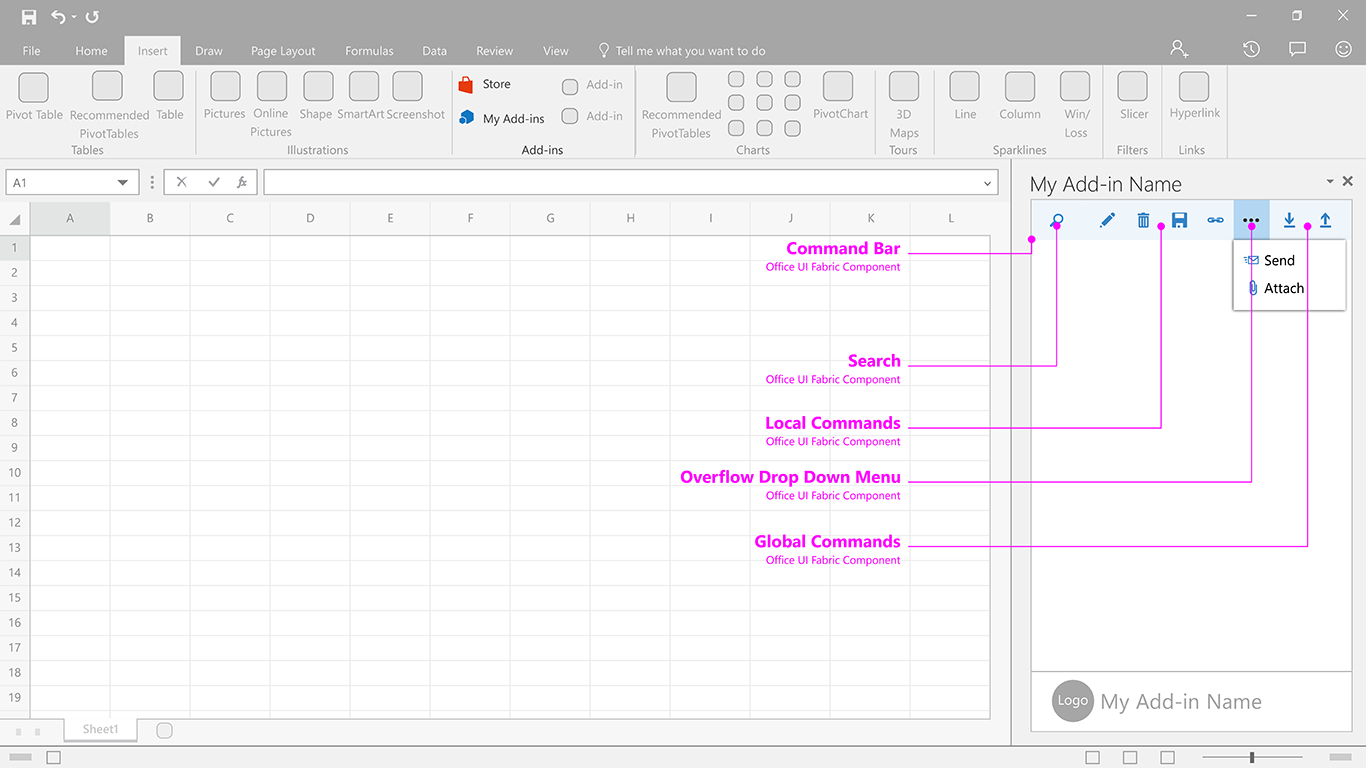 File Home Insert Draw Page Layout Formulas Data Review View Tell me what you want to do
Pivot Table
Recommended
PivotTables
Table
Tables
Pictures
Online
Pictures
Shape
SmartArt
Screenshot
Illustrations
Store
My Add-ins
Add-in
Add-in
Add-ins
Recommended
PivotTables
PivotChart
Charts
3D
Maps
Tours
Line
Column
Win/
Loss
Sparklines
Slicer
Filters
Hyperlink
Links
A1
fx
A B C D E F G H I J K L
1
2
3
4
5
6
7
8
9
10
11
12
13
14
15
16
17
18
19
Command Bar
Office UI Fabric Component
Search
Office UI Fabric Component
Local Commands
Office UI Fabric Component
Overflow Drop Down Menu
Office UI Fabric Component
Global Commands
Office UI Fabric Component
My Add-in Name
Send
Attach
Logo My Add-in Name
Sheet1